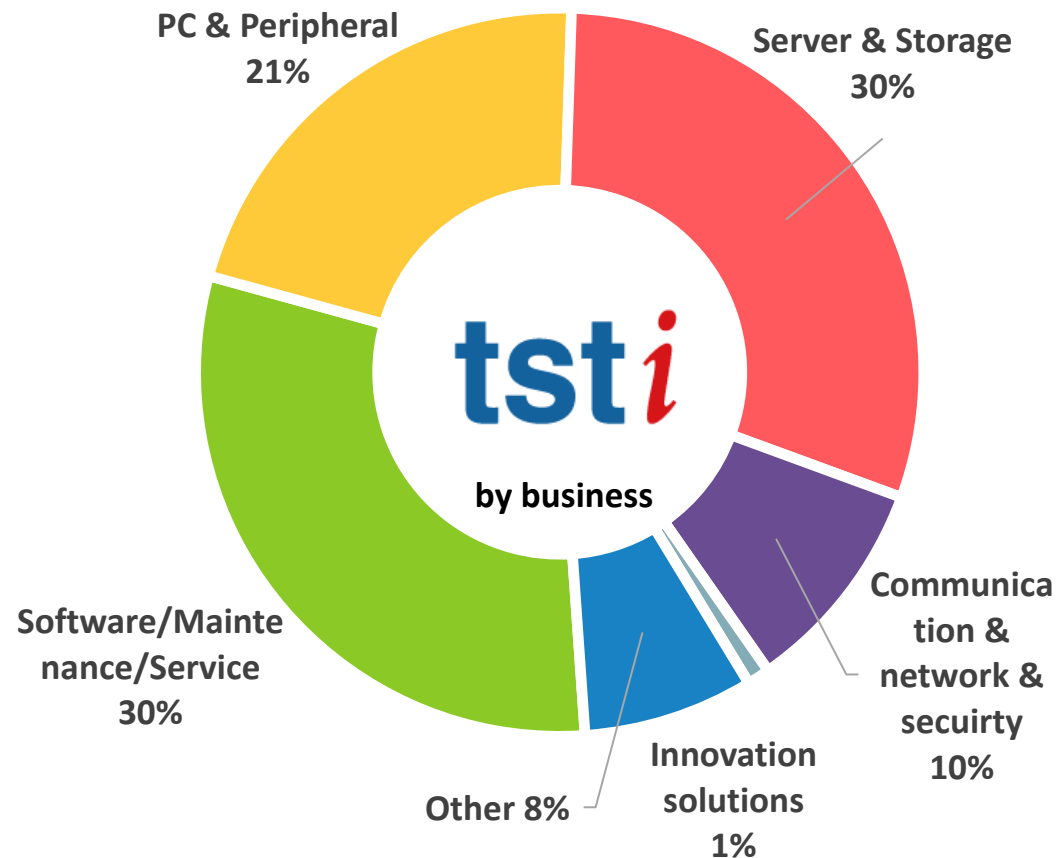 PC & Peripheral
21%
Server & Storage
30%
tsti
by business
Communica
tion &
network &
secuirty
10%
Software/Mainte
nance/Service
30%
Innovation
solutions
1%
Other 8%